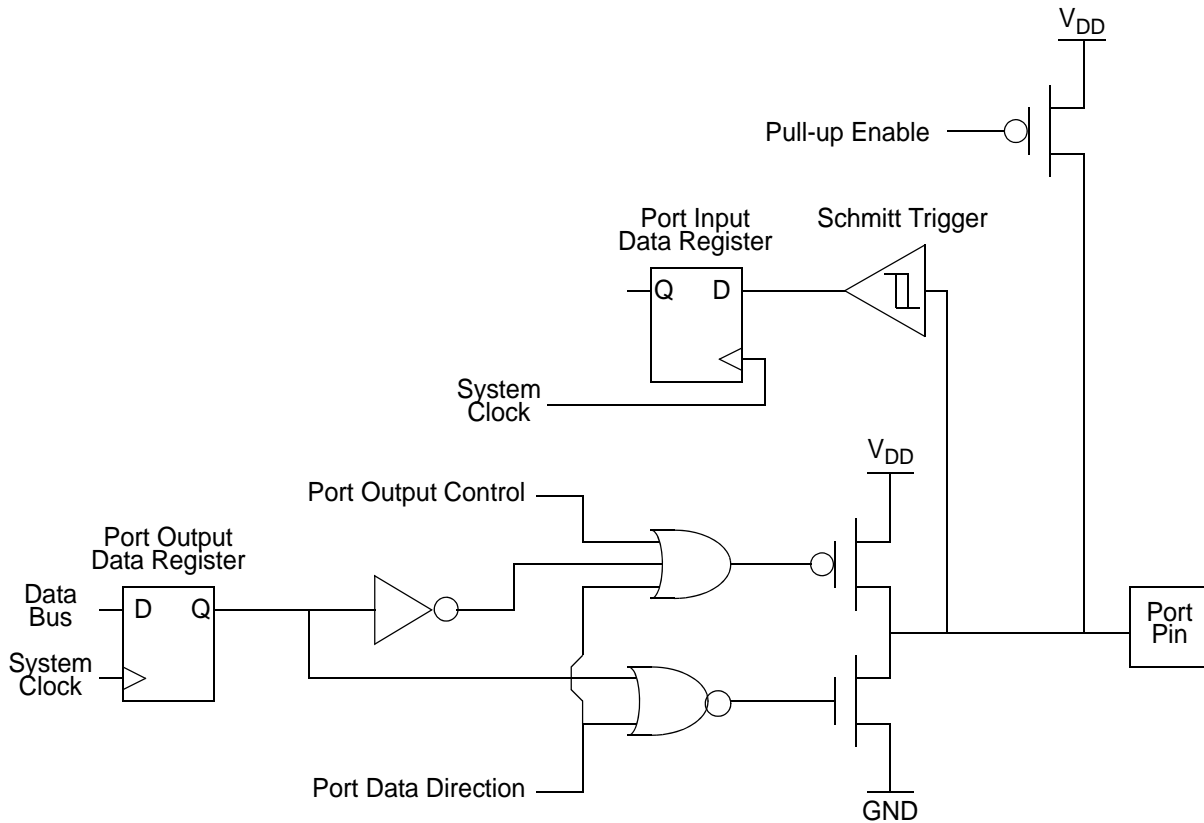 VDD
Pull-up Enable
Port Input
Data Register
Schmitt Trigger
Q D
System
Clock
VDD
Port Output Control
Port Output
Data Register
Data
Bus
D Q
System
Clock
Port
Pin
Port Data Direction
GND